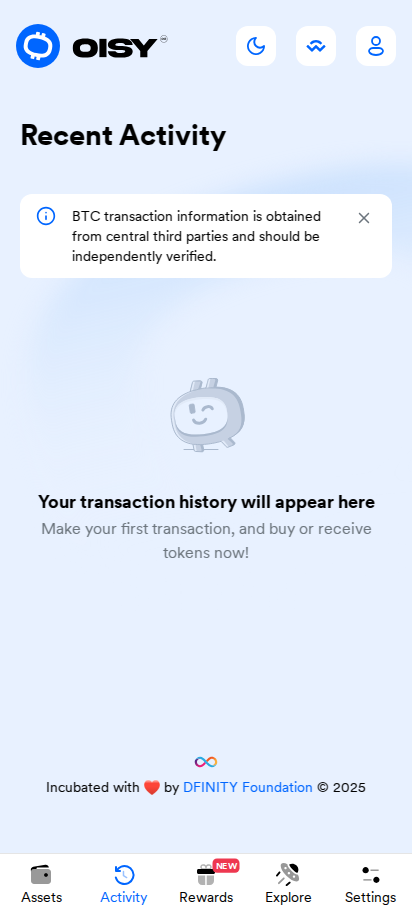 OISY
Recent Activity
BTC transaction information is obtained
from central third parties and should be
independently verified.
Your transaction history will appear here
Make your first transaction, and buy or receive
tokens now!
Incubated with ❤️ by DFINITY Foundation © 2025
NEW
Assets Activity Rewards Explore Settings